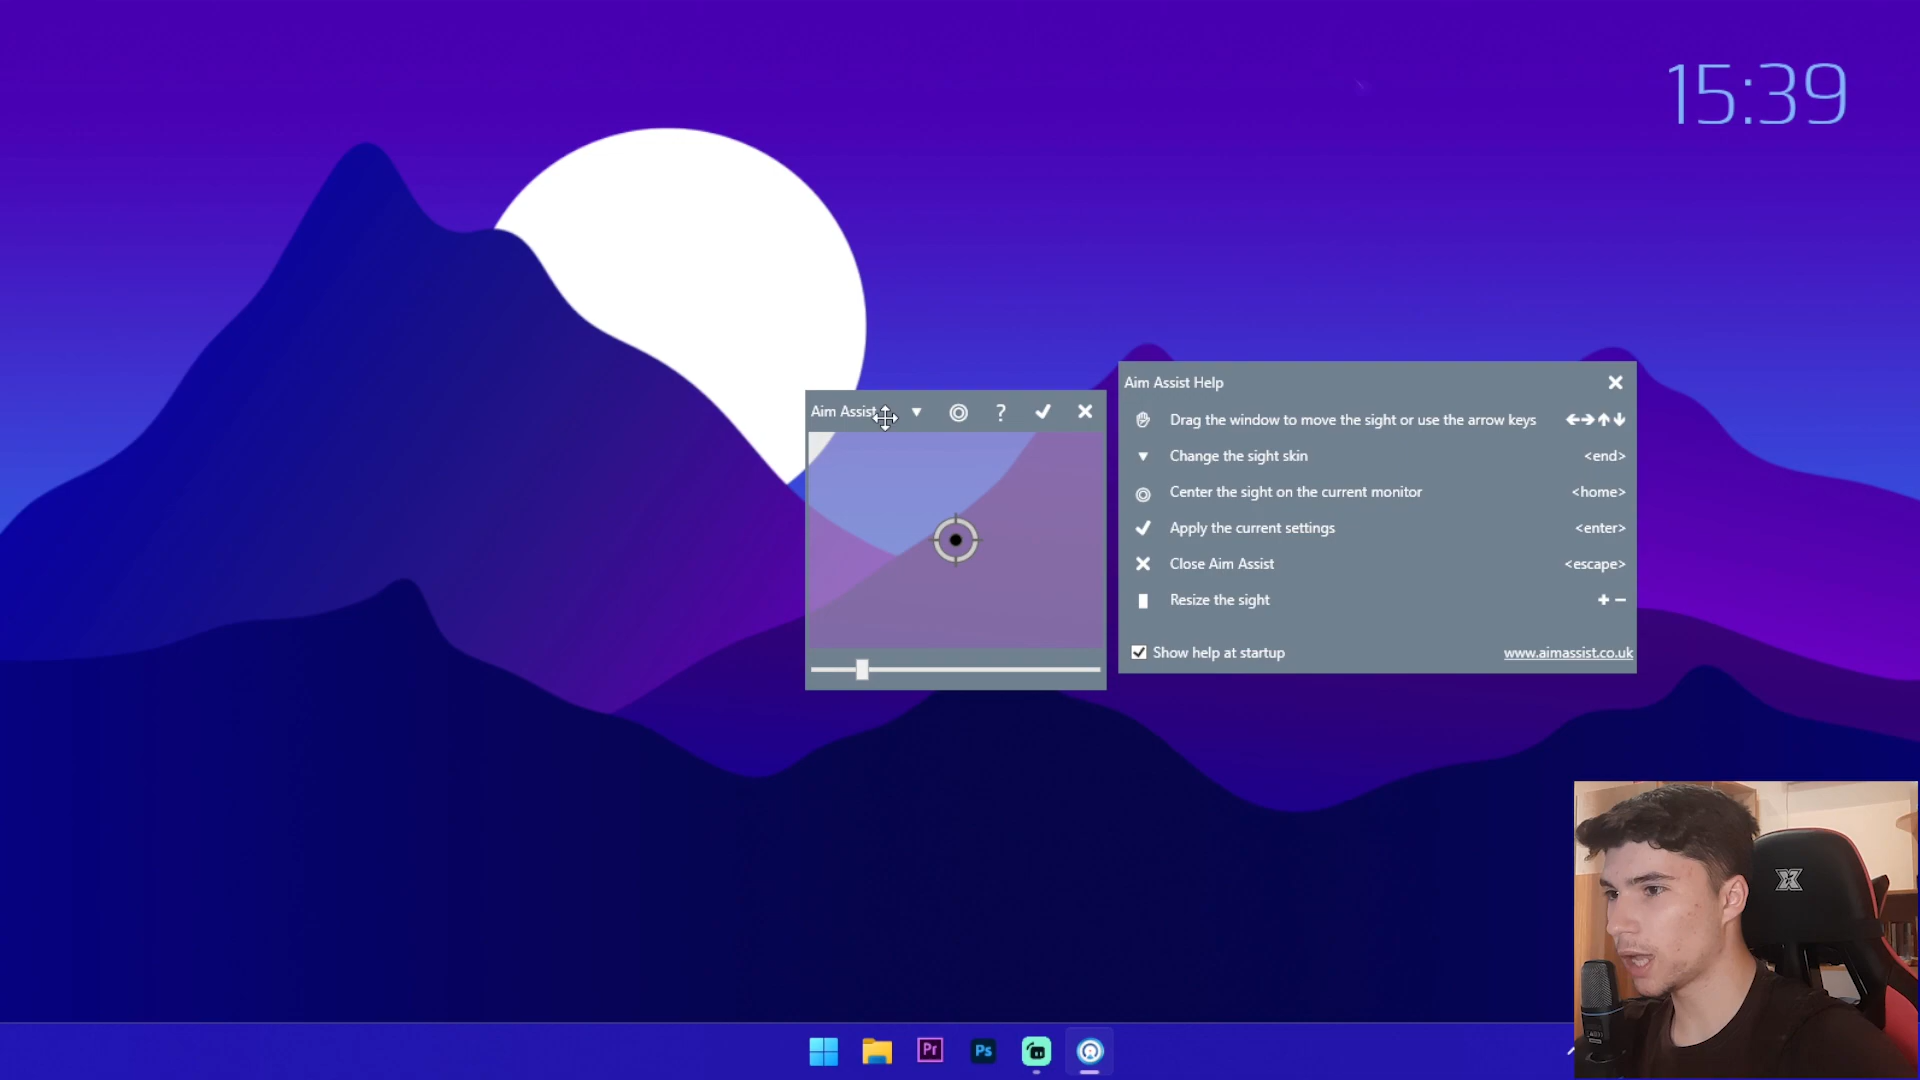 15:39
Aim Assist
?
Aim Assist Help
Drag the window to move the sight or use the arrow keys
Change the sight skin <end>
Center the sight on the current monitor <home>
Apply the current settings <enter>
Close Aim Assist <escape>
Resize the sight + −
Show help at startup www.aimassist.co.uk
Pr
Ps